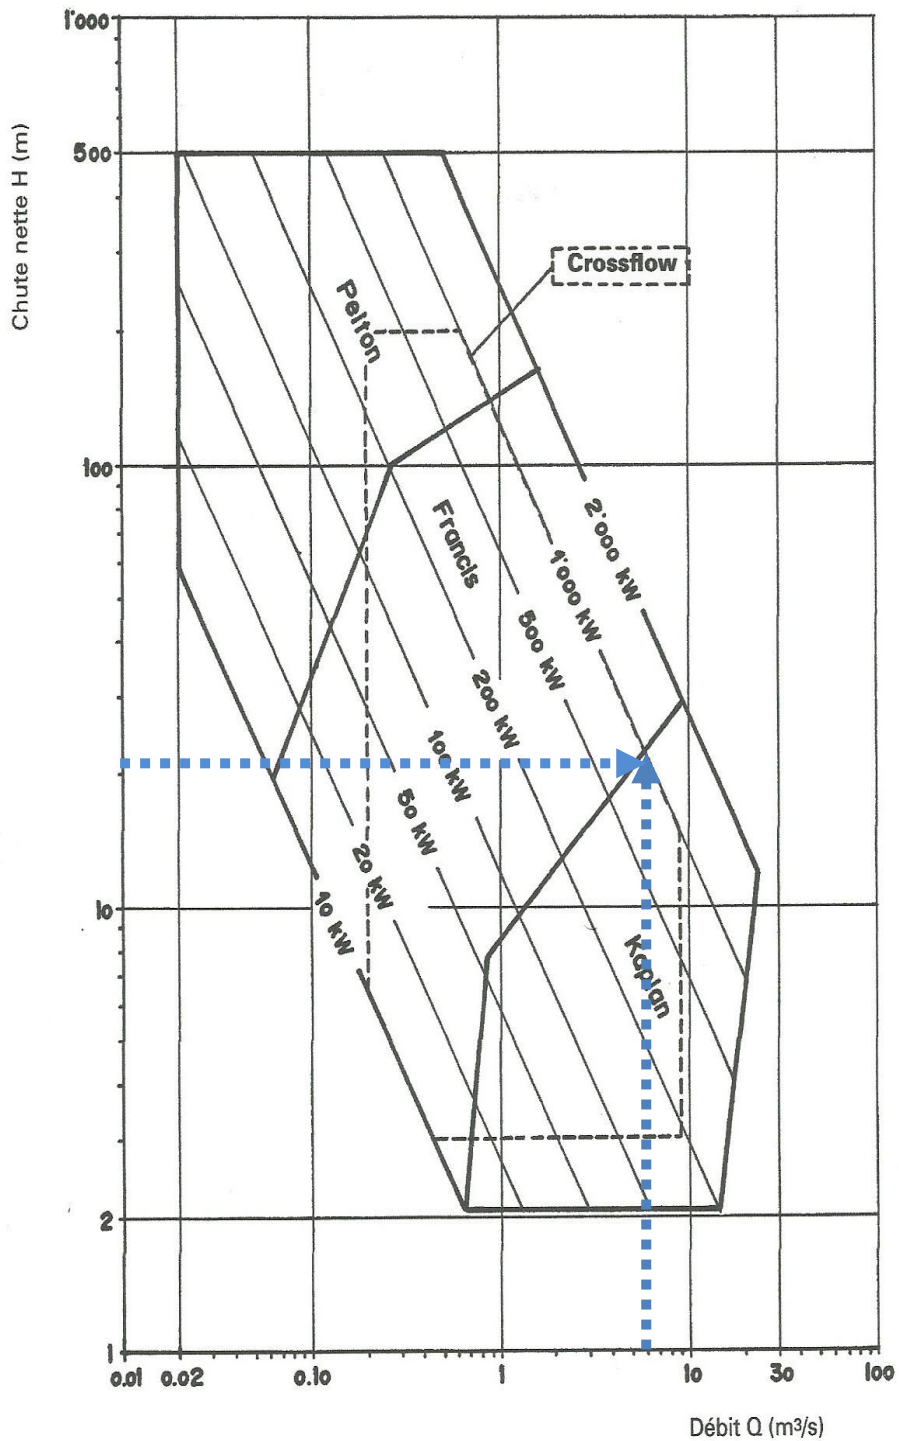 1'000
Chute nette H (m)
500
Crossflow
Pelton
100
Francis
2'000 kW
1'000 kW
500 kW
200 kW
100 kW
50 kW
20 kW
10 kW
10
Kaplan
2
1
0.01 0.02 0.10 1 10 30 100
Débit Q (m³/s)